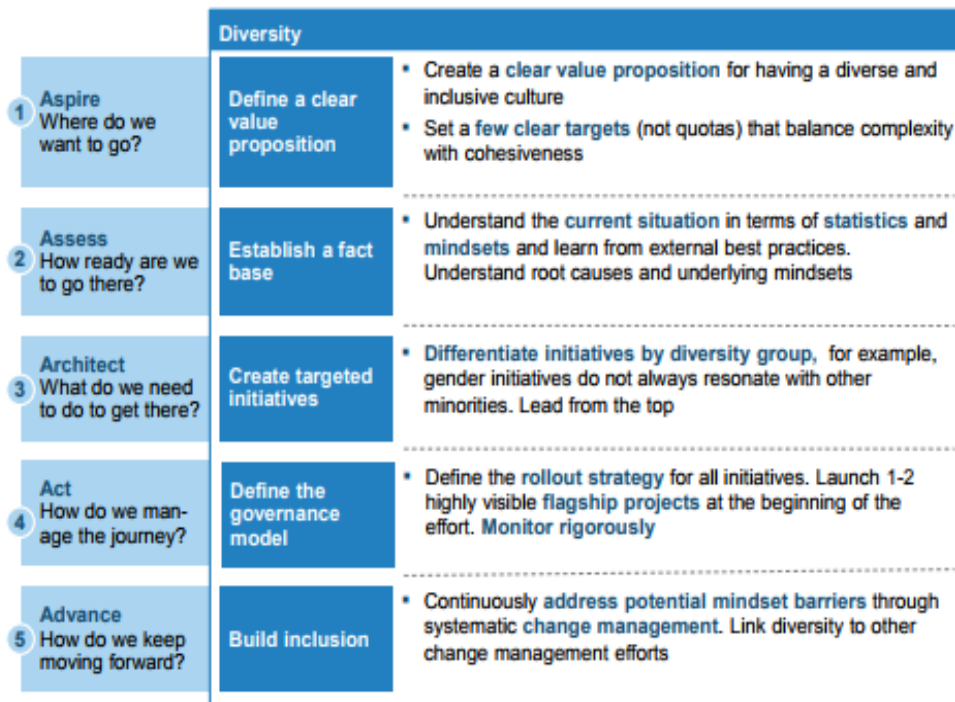 Diversity
1
Aspire
Where do we
want to go?
Define a clear
value
proposition
• Create a clear value proposition for having a diverse and
inclusive culture
• Set a few clear targets (not quotas) that balance complexity
with cohesiveness
2
Assess
How ready are we
to go there?
Establish a fact
base
• Understand the current situation in terms of statistics and
mindsets and learn from external best practices.
Understand root causes and underlying mindsets
3
Architect
What do we need
to do to get there?
Create targeted
initiatives
• Differentiate initiatives by diversity group, for example,
gender initiatives do not always resonate with other
minorities. Lead from the top
4
Act
How do we man-
age the journey?
Define the
governance
model
• Define the rollout strategy for all initiatives. Launch 1-2
highly visible flagship projects at the beginning of the
effort. Monitor rigorously
5
Advance
How do we keep
moving forward?
Build inclusion
• Continuously address potential mindset barriers through
systematic change management. Link diversity to other
change management efforts